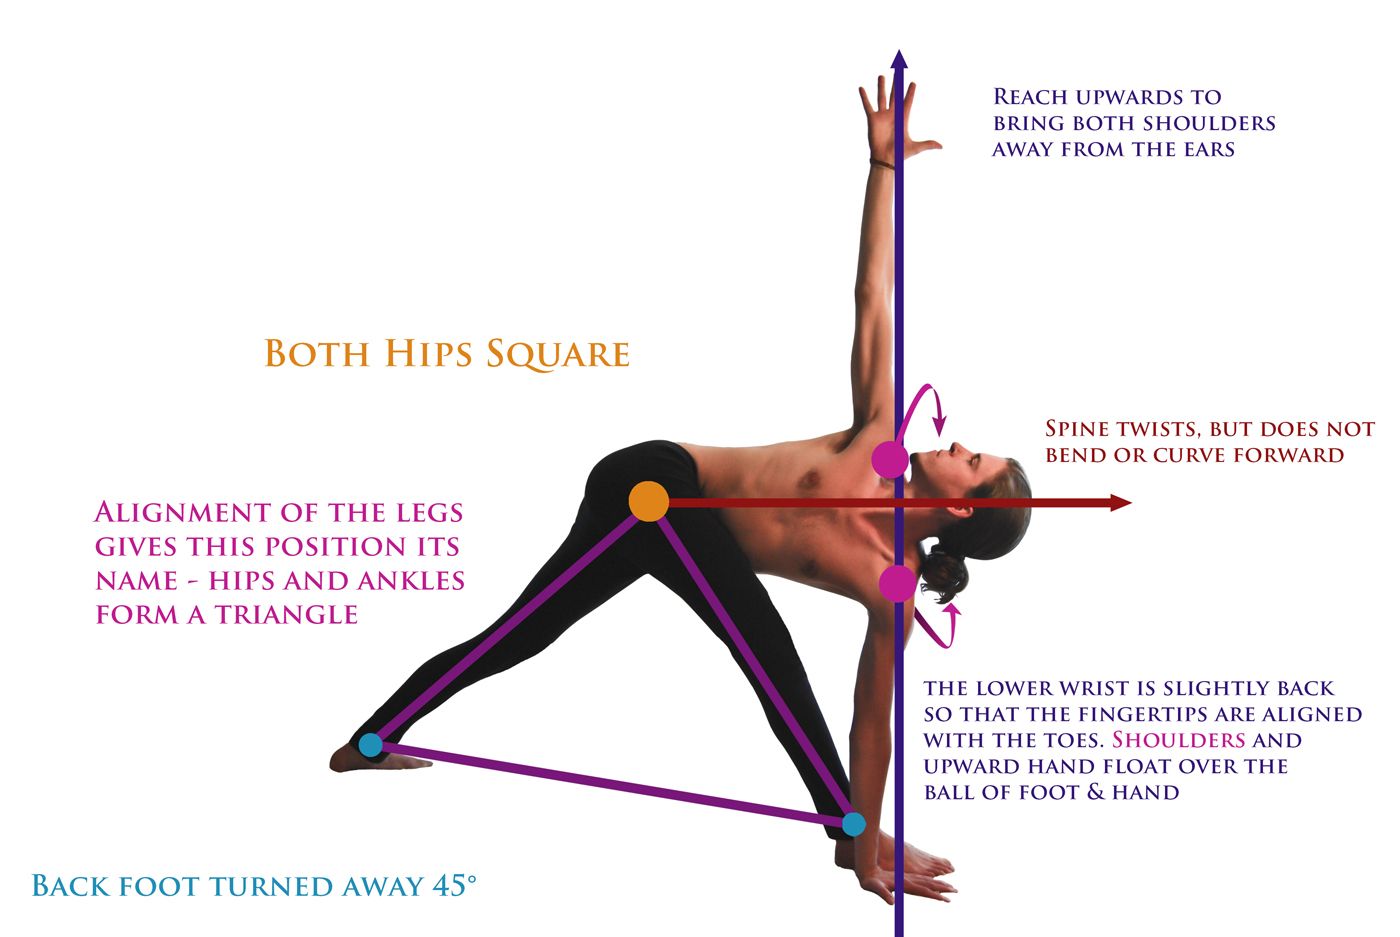 Reach upwards to
bring both shoulders
away from the ears
Both Hips Square
Spine twists, but does not
bend or curve forward
Alignment of the legs
gives this position its
name - hips and ankles
form a triangle
the lower wrist is slightly back
so that the fingertips are aligned
with the toes. Shoulders and
upward hand float over the
ball of foot & hand
Back foot turned away 45°